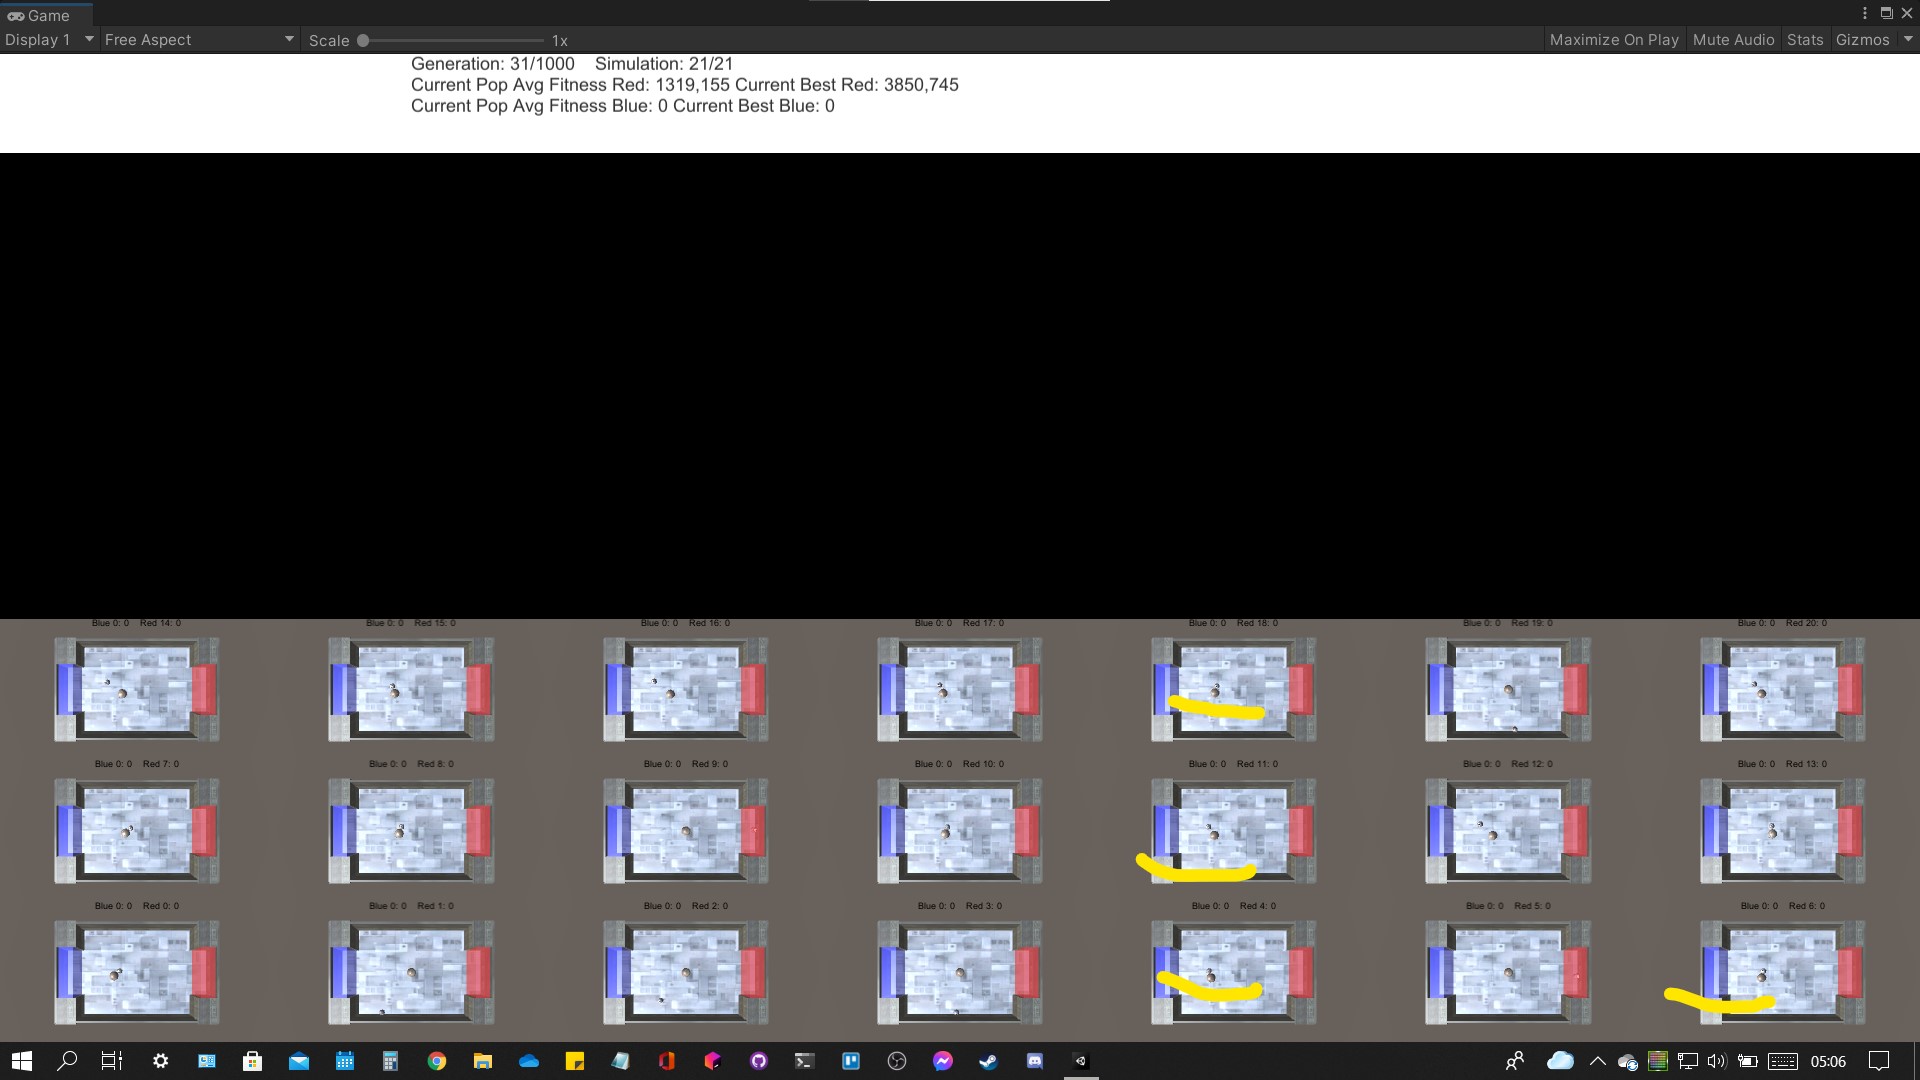 Game
Display 1 Free Aspect Scale 1x Maximize On Play Mute Audio Stats Gizmos
Generation: 31/1000 Simulation: 21/21
Current Pop Avg Fitness Red: 1319,155 Current Best Red: 3850,745
Current Pop Avg Fitness Blue: 0 Current Best Blue: 0
Blue 0: 0 Red 14: 0 Blue 0: 0 Red 15: 0 Blue 0: 0 Red 16: 0 Blue 0: 0 Red 17: 0 Blue 0: 0 Red 18: 0 Blue 0: 0 Red 19: 0 Blue 0: 0 Red 20: 0
Blue 0: 0 Red 7: 0 Blue 0: 0 Red 8: 0 Blue 0: 0 Red 9: 0 Blue 0: 0 Red 10: 0 Blue 0: 0 Red 11: 0 Blue 0: 0 Red 12: 0 Blue 0: 0 Red 13: 0
Blue 0: 0 Red 0: 0 Blue 0: 0 Red 1: 0 Blue 0: 0 Red 2: 0 Blue 0: 0 Red 3: 0 Blue 0: 0 Red 4: 0 Blue 0: 0 Red 5: 0 Blue 0: 0 Red 6: 0
05:06